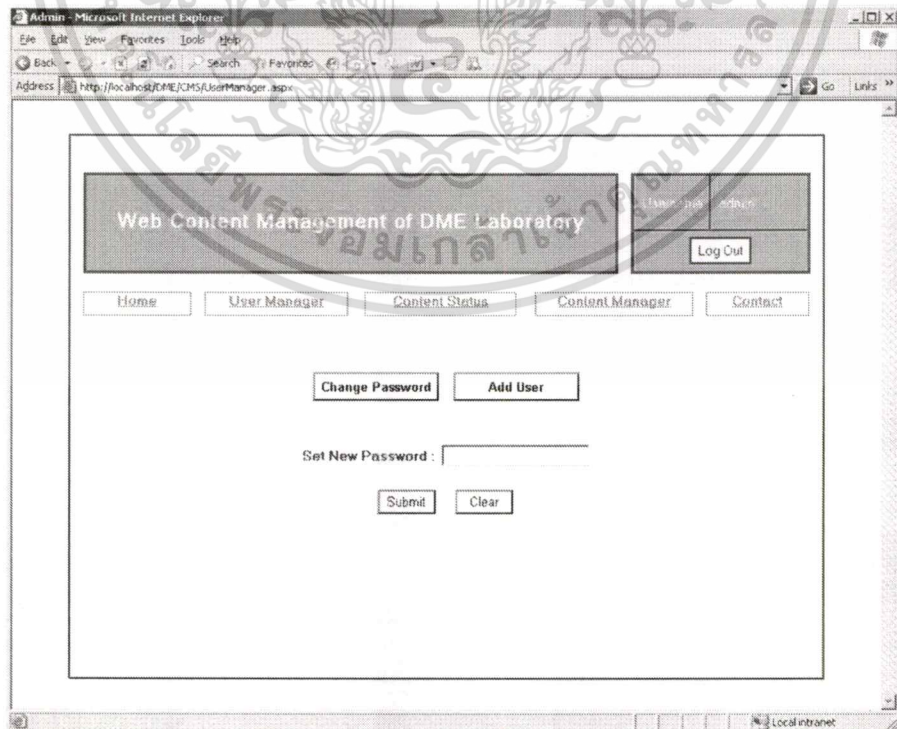 Admin - Microsoft Internet Explorer
File Edit View Favorites Tools Help
Back Search Favorites
Address http://localhost/DME/CMS/UserManager.aspx Go Links »
Web Content Management of DME Laboratory
admin
Log Out
Home User Manager Content Status Content Manager Contact
Change Password Add User
Set New Password :
Submit Clear
Local intranet